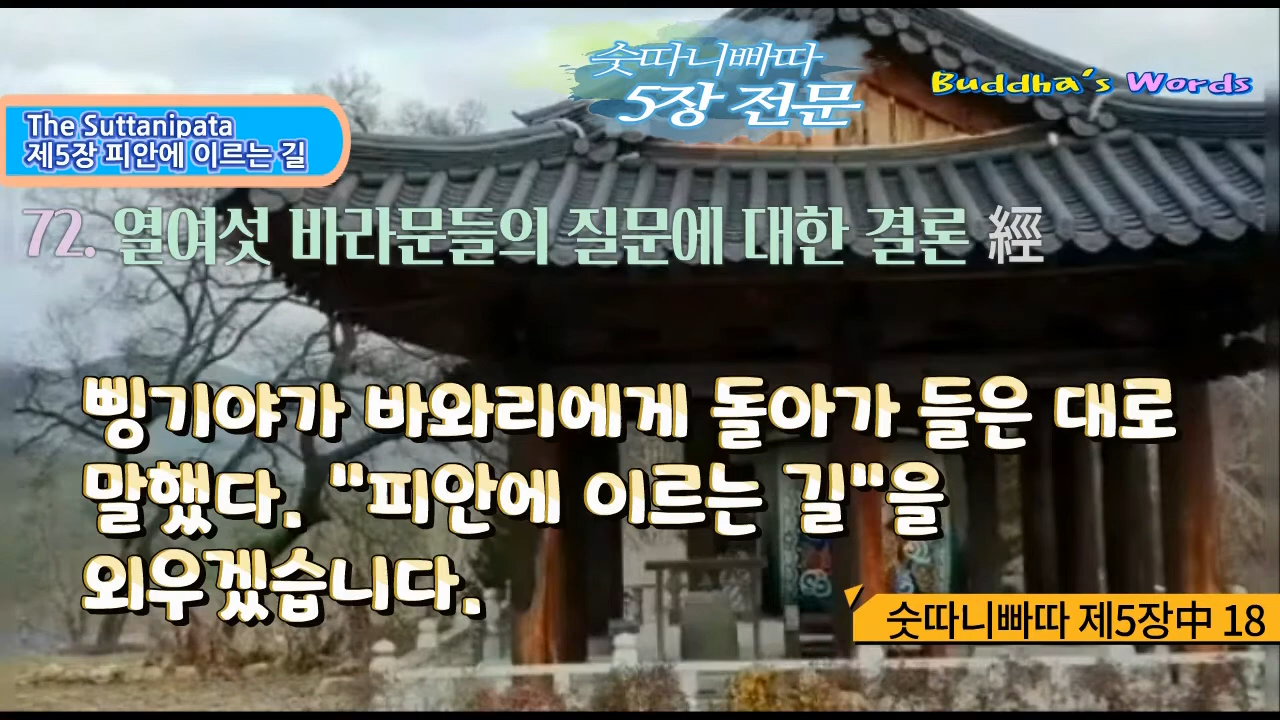 숫따니빠따
5장 전문
Buddha's Words
The Suttanipata
제5장 피안에 이르는 길
72. 열여섯 바라문들의 질문에 대한 결론 經
삥기야가 바와리에게 돌아가 들은 대로
말했다. "피안에 이르는 길"을
외우겠습니다.
숫따니빠따 제5장中 18